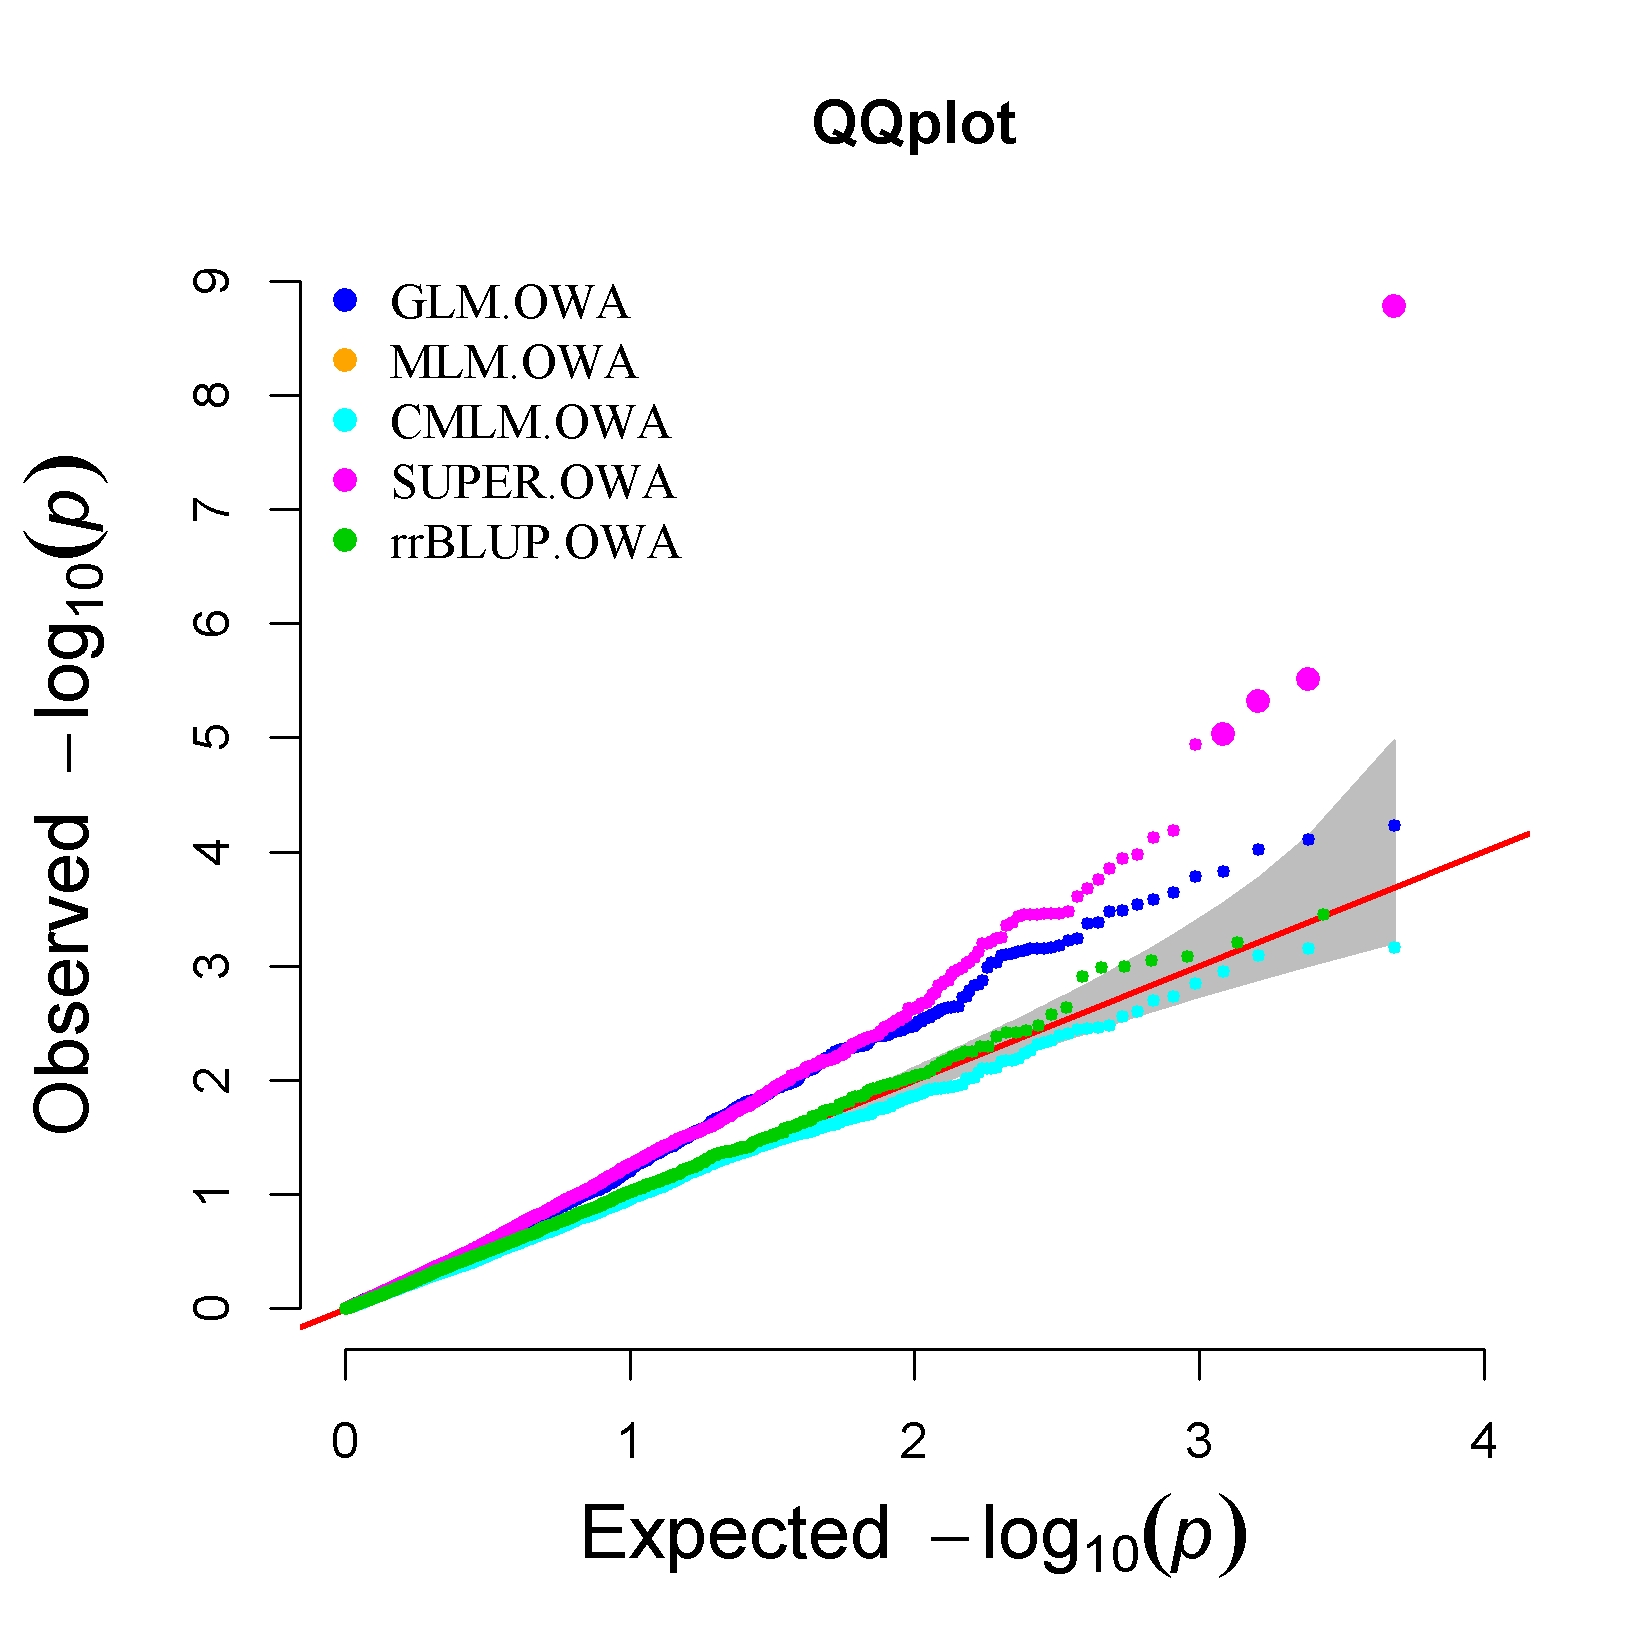 QQplot
GLM.OWA
MLM.OWA
CMLM.OWA
SUPER.OWA
rrBLUP.OWA
Observed −log10(p)
9
8
7
6
5
4
3
2
1
0
0 1 2 3 4
Expected −log10(p)